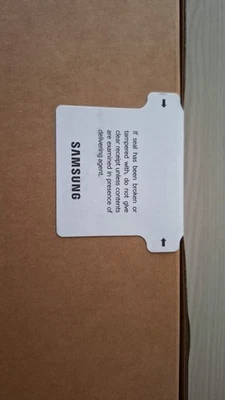 If seal has been broken or
tampered with, do not give
clear receipt unless contents
are examined in presence of
delivering agent.
SAMSUNG